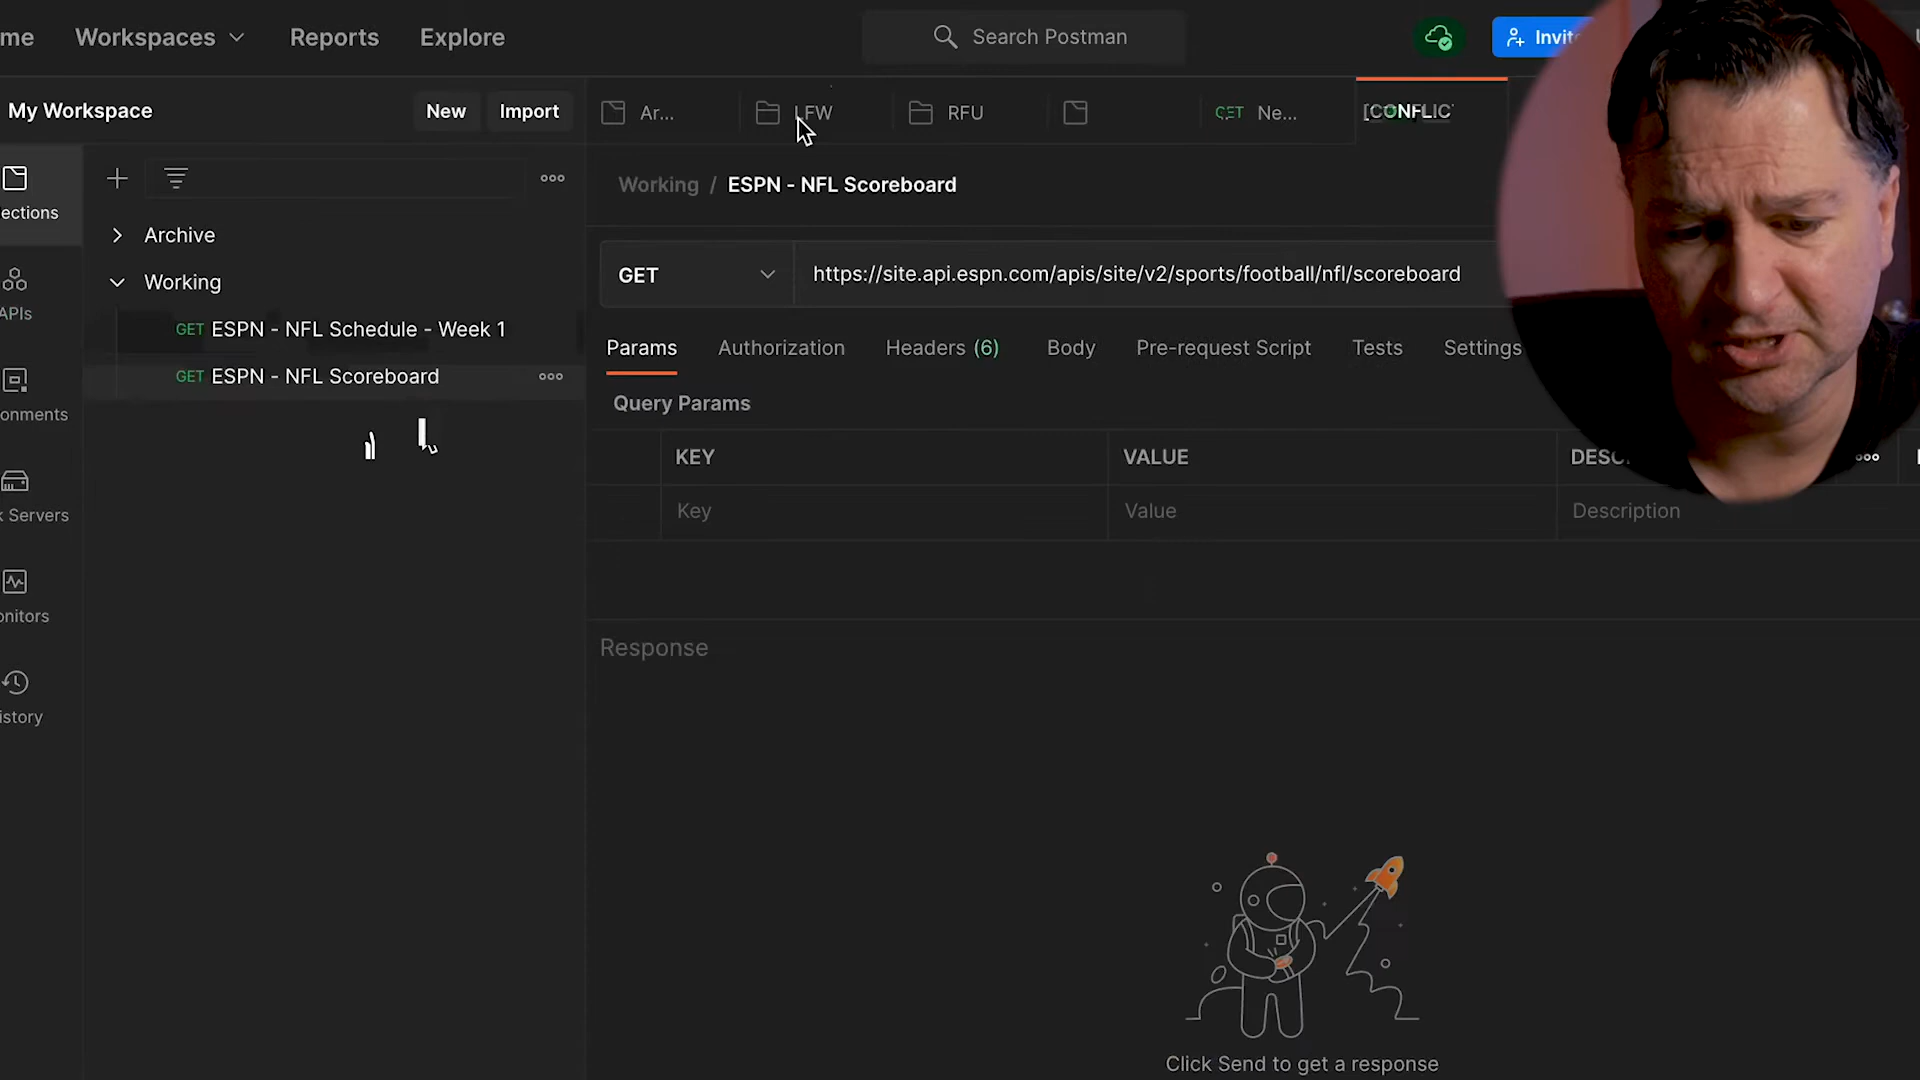 me Workspaces Reports Explore Search Postman Invite
My Workspace New Import Ar... LFW RFU GET Ne... [CONFLIC
Working / ESPN - NFL Scoreboard
ections
Archive
GET https://site.api.espn.com/apis/site/v2/sports/football/nfl/scoreboard
Working
APIs
GET ESPN - NFL Schedule - Week 1
Params Authorization Headers (6) Body Pre-request Script Tests Settings
GET ESPN - NFL Scoreboard
Query Params
onments
KEY VALUE DESC
Key Value Description
k Servers
onitors
Response
istory
Click Send to get a response